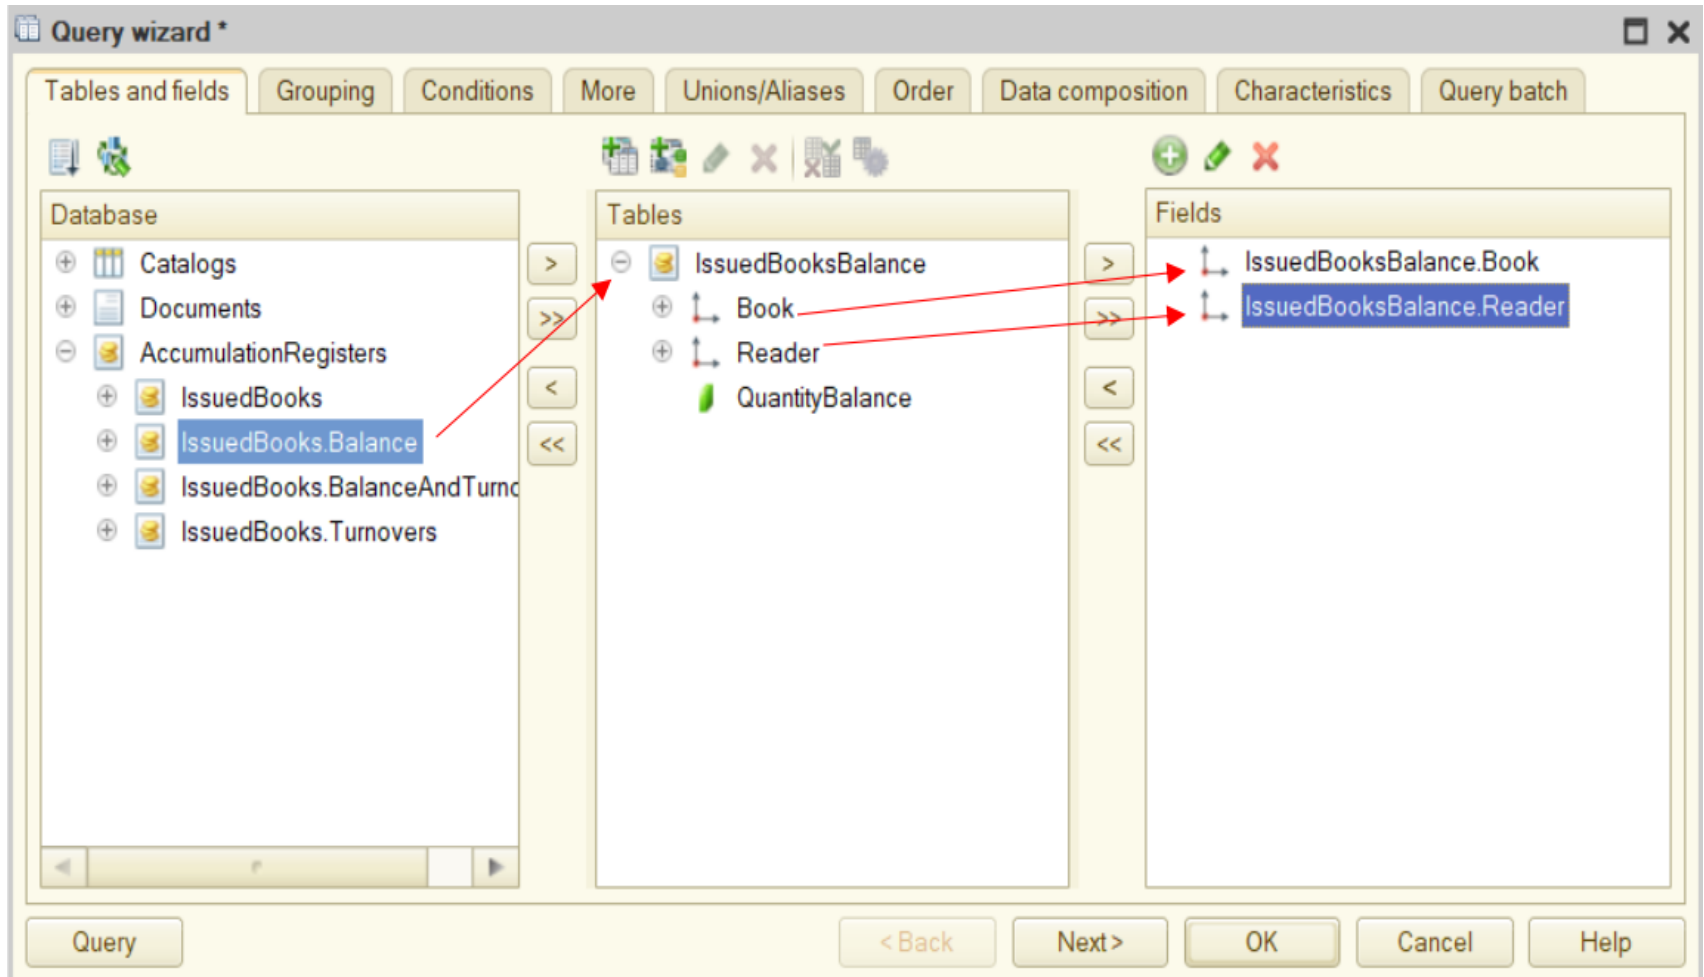 Query wizard *
Tables and fields
Grouping
Conditions
More
Unions/Aliases
Order
Data composition
Characteristics
Query batch
Database
Catalogs
Documents
AccumulationRegisters
IssuedBooks
IssuedBooks.Balance
IssuedBooks.BalanceAndTurno
IssuedBooks.Turnovers
>
>>
<
<<
Tables
IssuedBooksBalance
Book
Reader
QuantityBalance
>
>>
<
<<
Fields
IssuedBooksBalance.Book
IssuedBooksBalance.Reader
Query
< Back
Next >
OK
Cancel
Help